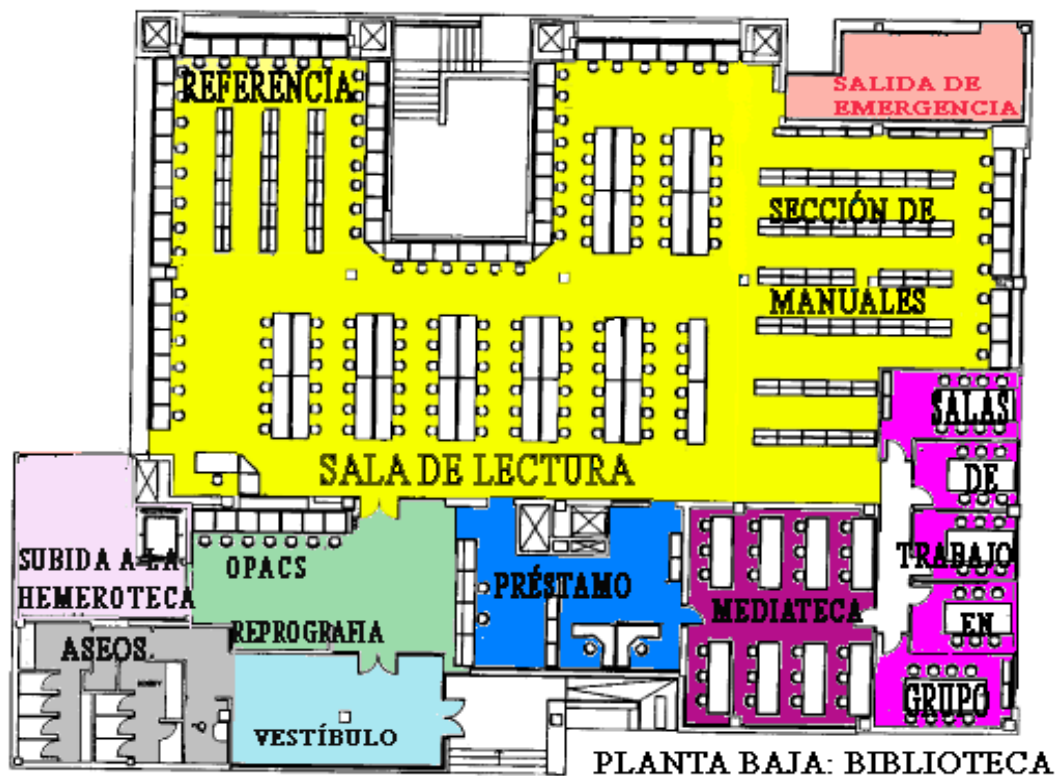 REFERENCIA
SALIDA DE
EMERGENCIA
SECCIÓN DE
MANUALES
SALAS
DE
TRABAJO
EN
GRUPO
SALA DE LECTURA
SUBIDA A LA
HEMEROTECA
OPACS
REPROGRAFIA
PRÉSTAMO
MEDIATECA
ASEOS.
VESTÍBULO
PLANTA BAJA: BIBLIOTECA